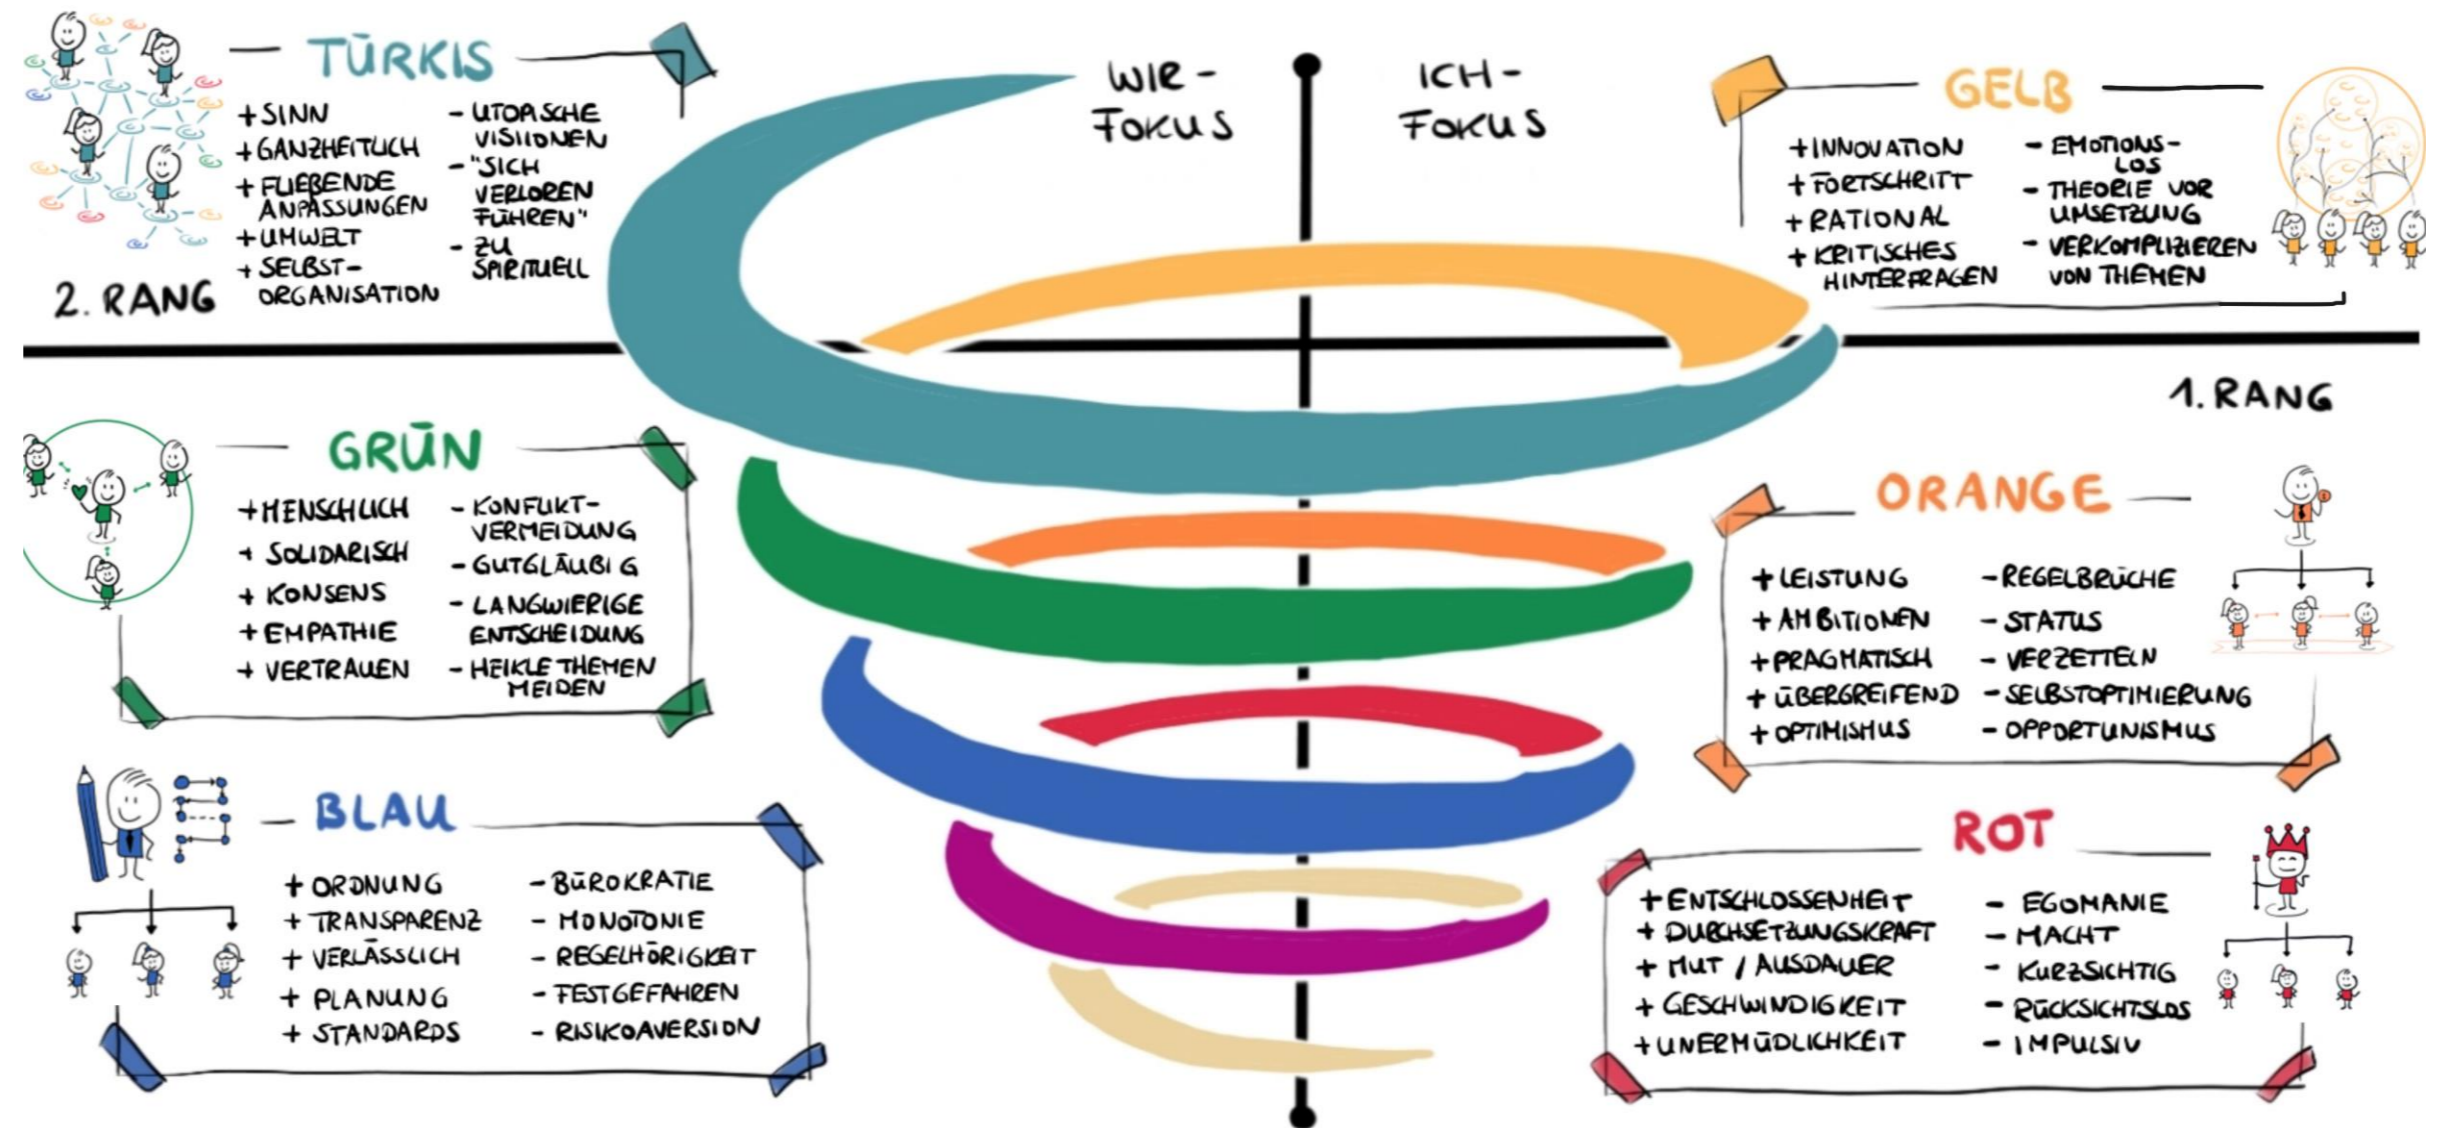 TÜRKIS
+ SINN
+ GANZHEITLICH
+ FLIEßENDE
ANPASSUNGEN
+ UMWELT
+ SELBST-
ORGANISATION
- UTOPISCHE
VISIIONEN
- "SICH
VERLOREN
FÜHREN"
- ZU
SPIRITUELL
2. RANG
WIR-
FOKUS
ICH-
FOKUS
GELB
+ INNOVATION
+ FORTSCHRITT
+ RATIONAL
+ KRITISCHES
HINTERFRAGEN
- EMOTIONS-
LOS
- THEORIE VOR
UMSETZUNG
- VERKOMPLIZIEREN
VON THEMEN
1. RANG
GRÜN
+ MENSCHLICH
+ SOLIDARISCH
+ KONSENS
+ EMPATHIE
+ VERTRAUEN
- KONFLIKT-
VERMEIDUNG
- GUTGLÄUBIG
- LANGWIERIGE
ENTSCHEIDUNG
- HEIKLE THEMEN
MEIDEN
ORANGE
+ LEISTUNG
+ AMBITIONEN
+ PRAGMATISCH
+ ÜBERGREIFEND
+ OPTIMISMUS
- REGELBRÜCHE
- STATUS
- VERZETTELN
- SELBSTOPTIMIERUNG
- OPPORTUNISMUS
BLAU
+ ORDNUNG
+ TRANSPARENZ
+ VERLÄSSLICH
+ PLANUNG
+ STANDARDS
- BÜROKRATIE
- MONOTONIE
- REGELHÖRIGKEIT
- FESTGEFAHREN
- RISIKOAVERSION
ROT
+ ENTSCHLOSSENHEIT
+ DURCHSETZUNGSKRAFT
+ MUT / AUSDAUER
+ GESCHWINDIGKEIT
+ UNERMÜDLICHKEIT
- EGOMANIE
- MACHT
- KURZSICHTIG
- RÜCKSICHTSLOS
- IMPULSIV